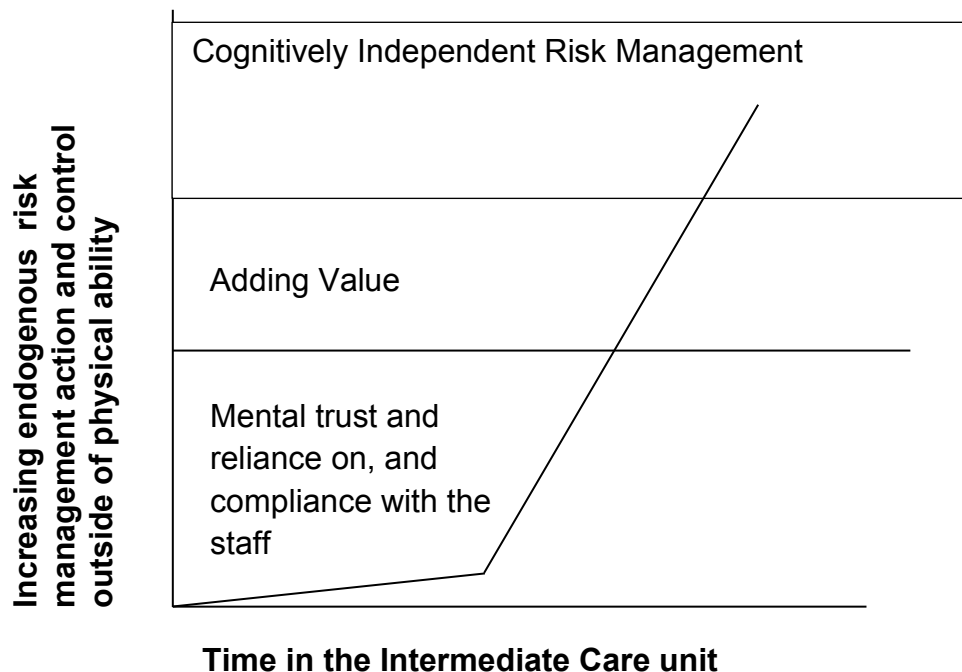 Increasing endogenous risk
management action and control
outside of physical ability
Cognitively Independent Risk Management
Adding Value
Mental trust and
reliance on, and
compliance with the
staff
Time in the Intermediate Care unit